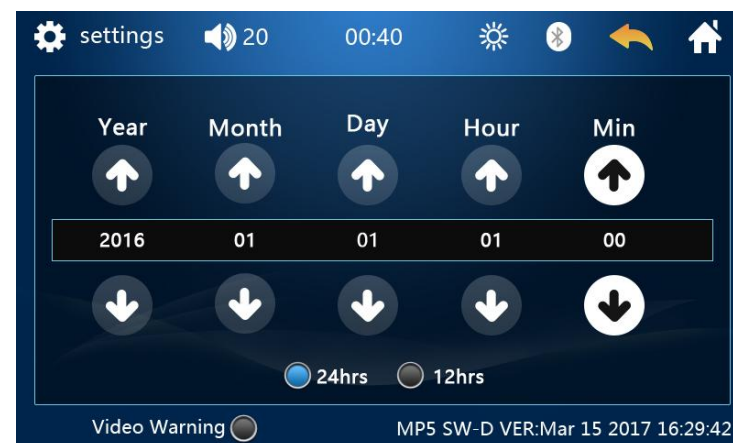 settings 20 00:40
Year Month Day Hour Min
2016 01 01 01 00
24hrs 12hrs
Video Warning MP5 SW-D VER:Mar 15 2017 16:29:42